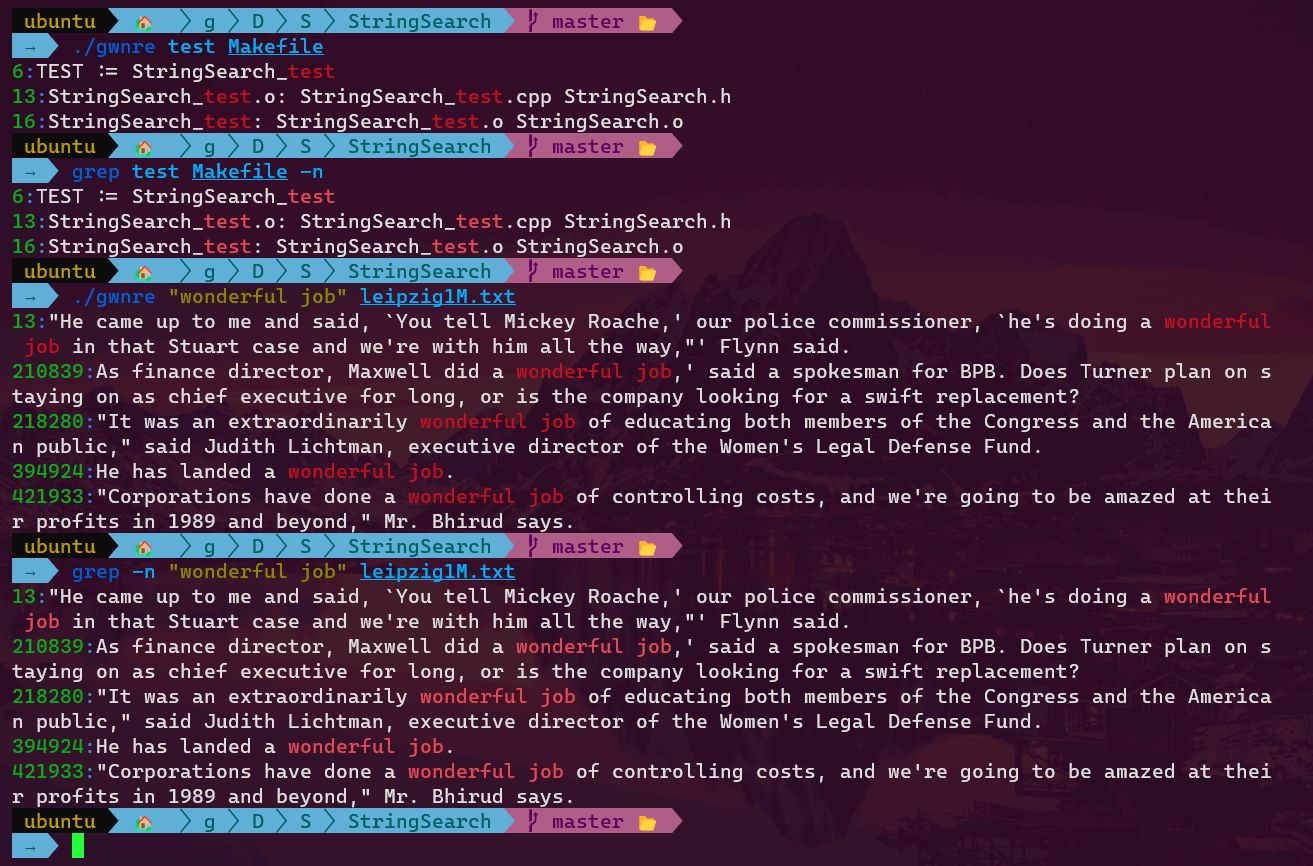 ubuntu g D S StringSearch master
→ ./gwnre test Makefile
6:TEST := StringSearch_test
13:StringSearch_test.o: StringSearch_test.cpp StringSearch.h
16:StringSearch_test: StringSearch_test.o StringSearch.o
ubuntu g D S StringSearch master
→ grep test Makefile -n
6:TEST := StringSearch_test
13:StringSearch_test.o: StringSearch_test.cpp StringSearch.h
16:StringSearch_test: StringSearch_test.o StringSearch.o
ubuntu g D S StringSearch master
→ ./gwnre "wonderful job" leipzig1M.txt
13:"He came up to me and said, `You tell Mickey Roache,' our police commissioner, `he's doing a wonderful
 job in that Stuart case and we're with him all the way,"' Flynn said.
210839:As finance director, Maxwell did a wonderful job,' said a spokesman for BPB. Does Turner plan on s
taying on as chief executive for long, or is the company looking for a swift replacement?
218280:"It was an extraordinarily wonderful job of educating both members of the Congress and the America
n public," said Judith Lichtman, executive director of the Women's Legal Defense Fund.
394924:He has landed a wonderful job.
421933:"Corporations have done a wonderful job of controlling costs, and we're going to be amazed at thei
r profits in 1989 and beyond," Mr. Bhirud says.
ubuntu g D S StringSearch master
→ grep -n "wonderful job" leipzig1M.txt
13:"He came up to me and said, `You tell Mickey Roache,' our police commissioner, `he's doing a wonderful
 job in that Stuart case and we're with him all the way,"' Flynn said.
210839:As finance director, Maxwell did a wonderful job,' said a spokesman for BPB. Does Turner plan on s
taying on as chief executive for long, or is the company looking for a swift replacement?
218280:"It was an extraordinarily wonderful job of educating both members of the Congress and the America
n public," said Judith Lichtman, executive director of the Women's Legal Defense Fund.
394924:He has landed a wonderful job.
421933:"Corporations have done a wonderful job of controlling costs, and we're going to be amazed at thei
r profits in 1989 and beyond," Mr. Bhirud says.
ubuntu g D S StringSearch master
→